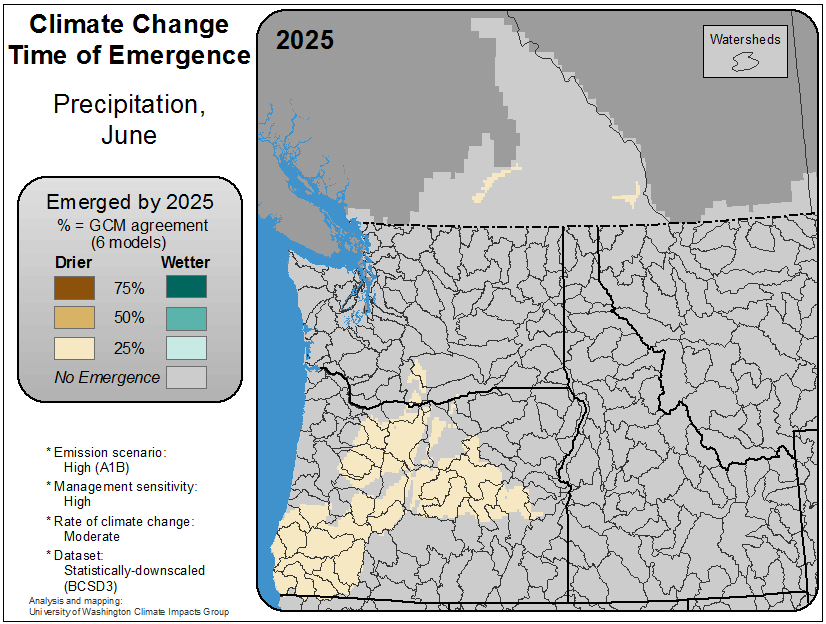 Climate Change
Time of Emergence
Precipitation,
June
Emerged by 2025
% = GCM agreement
(6 models)
Drier Wetter
75%
50%
25%
No Emergence
* Emission scenario:
High (A1B)
* Management sensitivity:
High
* Rate of climate change:
Moderate
* Dataset:
Statistically-downscaled
(BCSD3)
Analysis and mapping:
University of Washington Climate Impacts Group
2025
Watersheds